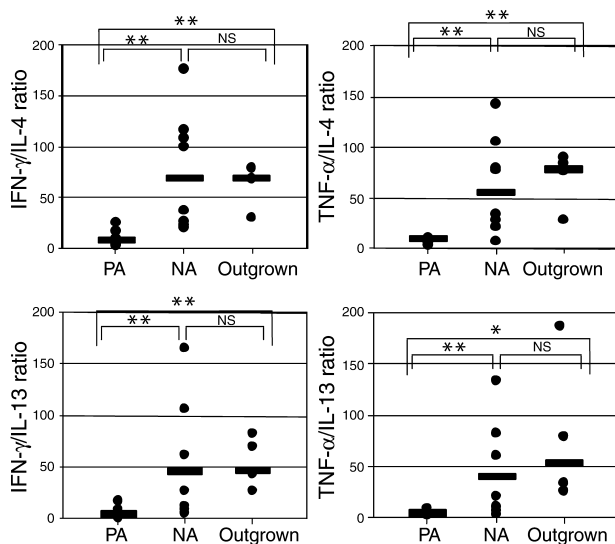 ** **
** NS ** NS
200 200
150 150
100 100
50 50
0 0
IFN-γ/IL-4 ratio TNF-α/IL-4 ratio
PA NA Outgrown PA NA Outgrown
** *
** NS ** NS
200 200
150 150
100 100
50 50
0 0
IFN-γ/IL-13 ratio TNF-α/IL-13 ratio
PA NA Outgrown PA NA Outgrown